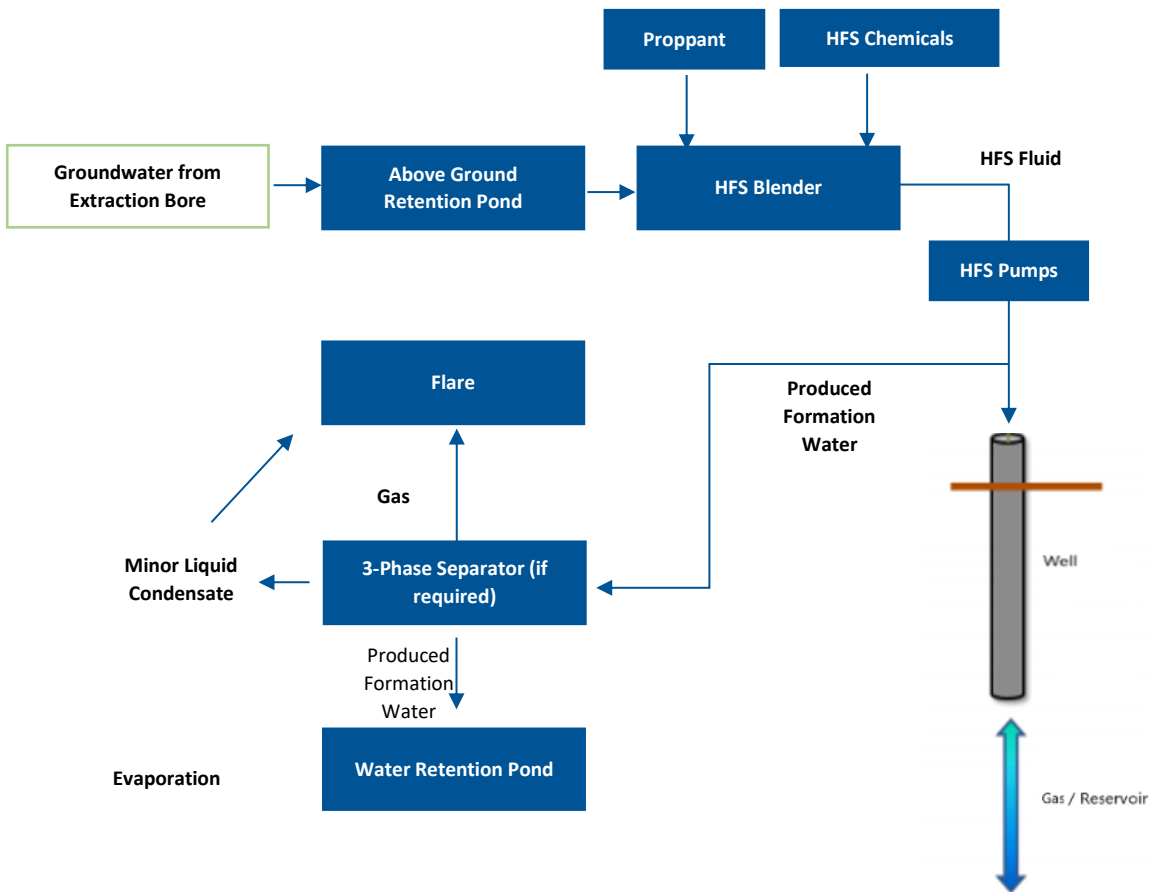 Proppant
HFS Chemicals
Groundwater from
Extraction Bore
Above Ground
Retention Pond
HFS Blender
HFS Fluid
HFS Pumps
Flare
Produced
Formation
Water
Gas
Well
Minor Liquid
Condensate
3-Phase Separator (if
required)
Produced
Formation
Water
Evaporation
Water Retention Pond
Gas / Reservoir